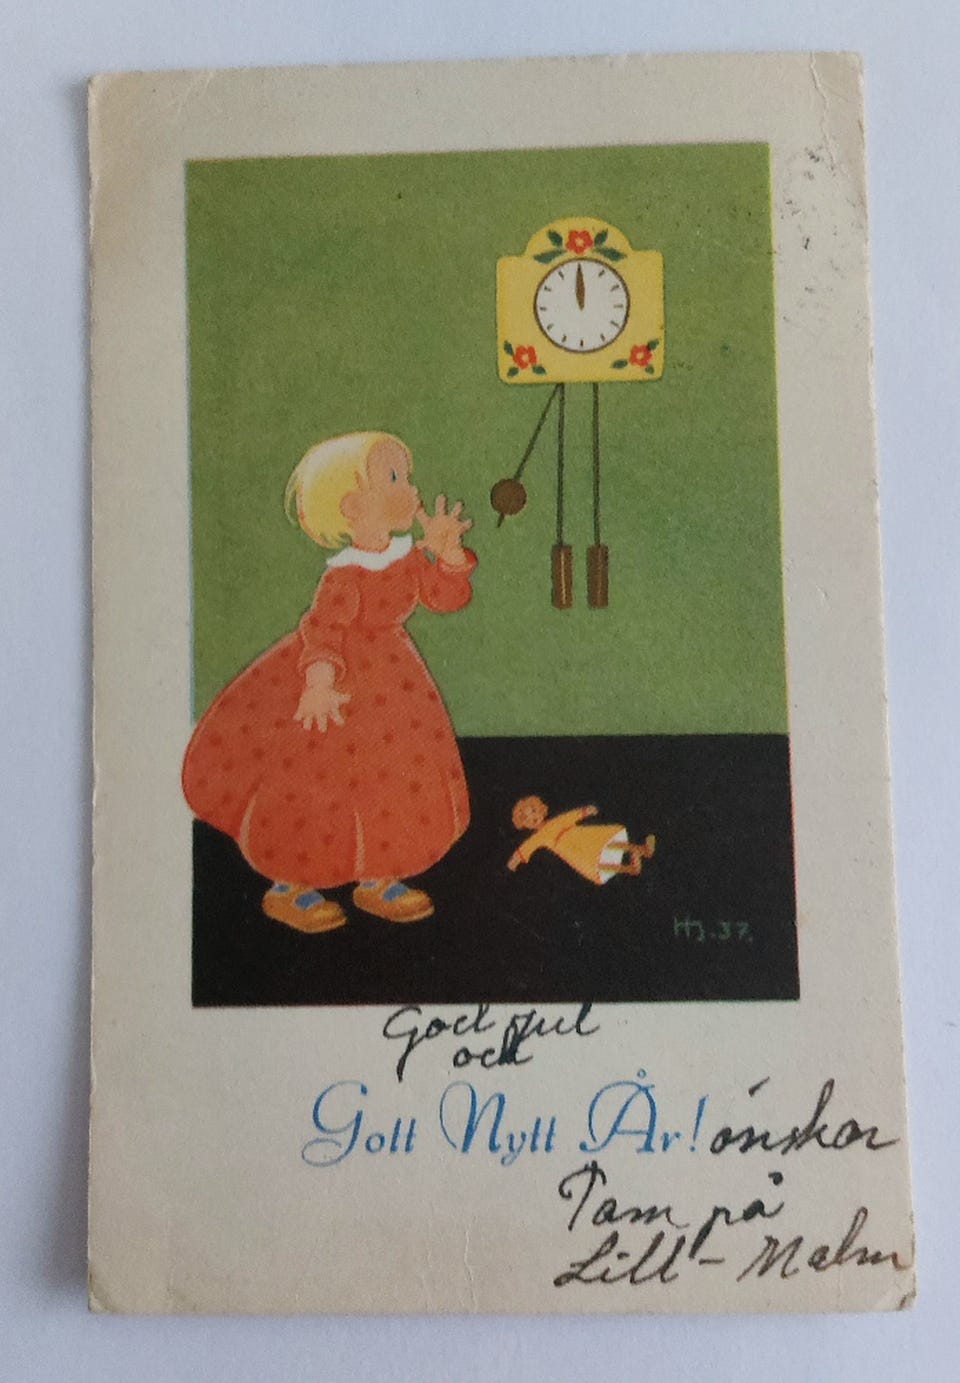 HJ-37.
God jul
och
Gott Nytt År! önskar
Tam på
Lill-Malm